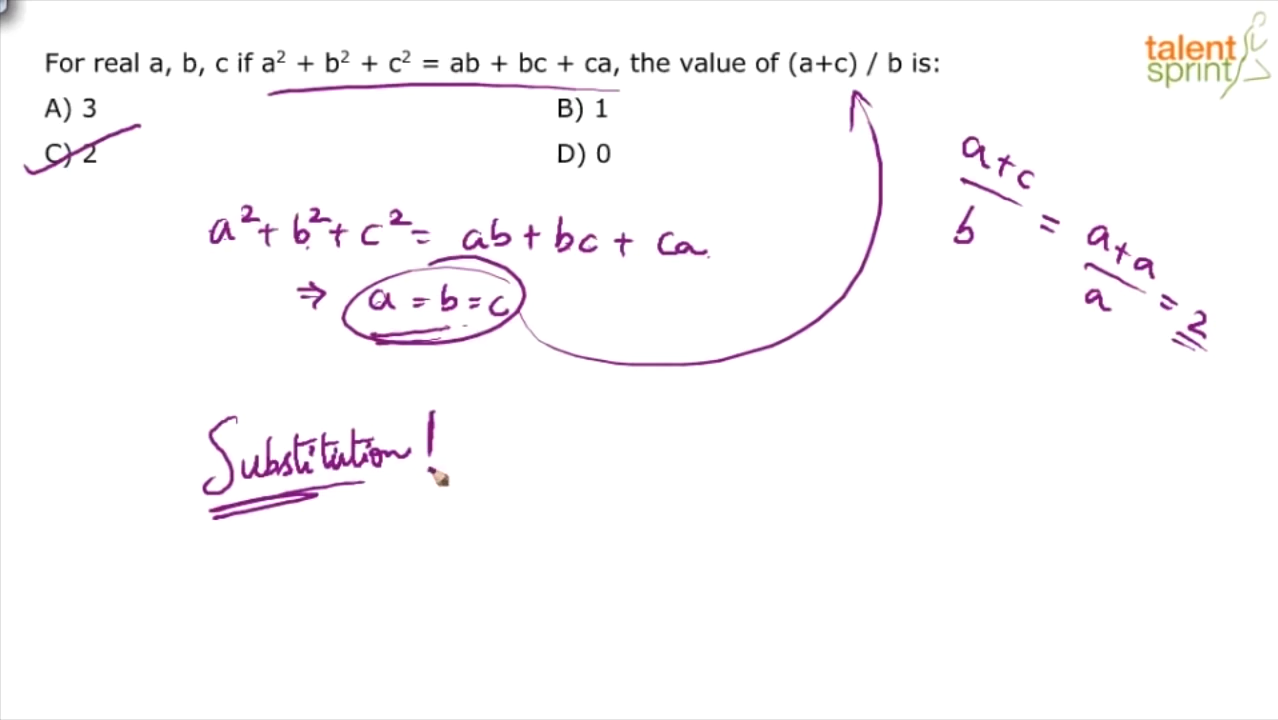 For real a, b, c if a² + b² + c² = ab + bc + ca, the value of (a+c) / b is:
A) 3
B) 1
C) 2
D) 0
talent
sprint
a² + b² + c² = ab + bc + ca
⇒ a = b = c
a+c
b
= a+a
a
= 2
Substitution!